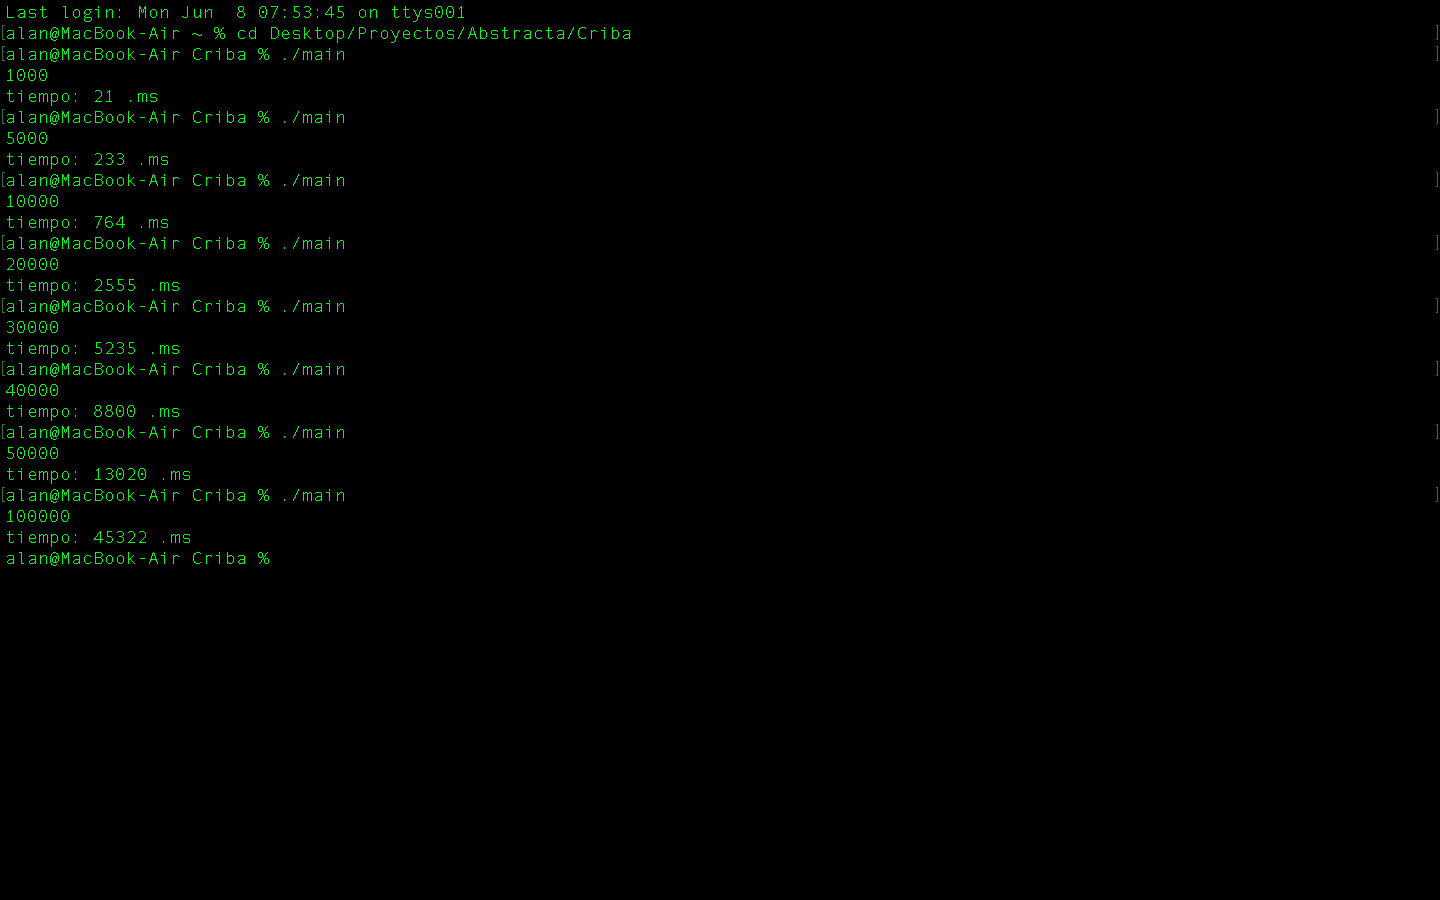 Last login: Mon Jun  8 07:53:45 on ttys001
[alan@MacBook-Air ~ % cd Desktop/Proyectos/Abstracta/Criba ]
[alan@MacBook-Air Criba % ./main ]
1000
tiempo: 21 .ms
[alan@MacBook-Air Criba % ./main ]
5000
tiempo: 233 .ms
[alan@MacBook-Air Criba % ./main ]
10000
tiempo: 764 .ms
[alan@MacBook-Air Criba % ./main ]
20000
tiempo: 2555 .ms
[alan@MacBook-Air Criba % ./main ]
30000
tiempo: 5235 .ms
[alan@MacBook-Air Criba % ./main ]
40000
tiempo: 8800 .ms
[alan@MacBook-Air Criba % ./main ]
50000
tiempo: 13020 .ms
[alan@MacBook-Air Criba % ./main ]
100000
tiempo: 45322 .ms
alan@MacBook-Air Criba %